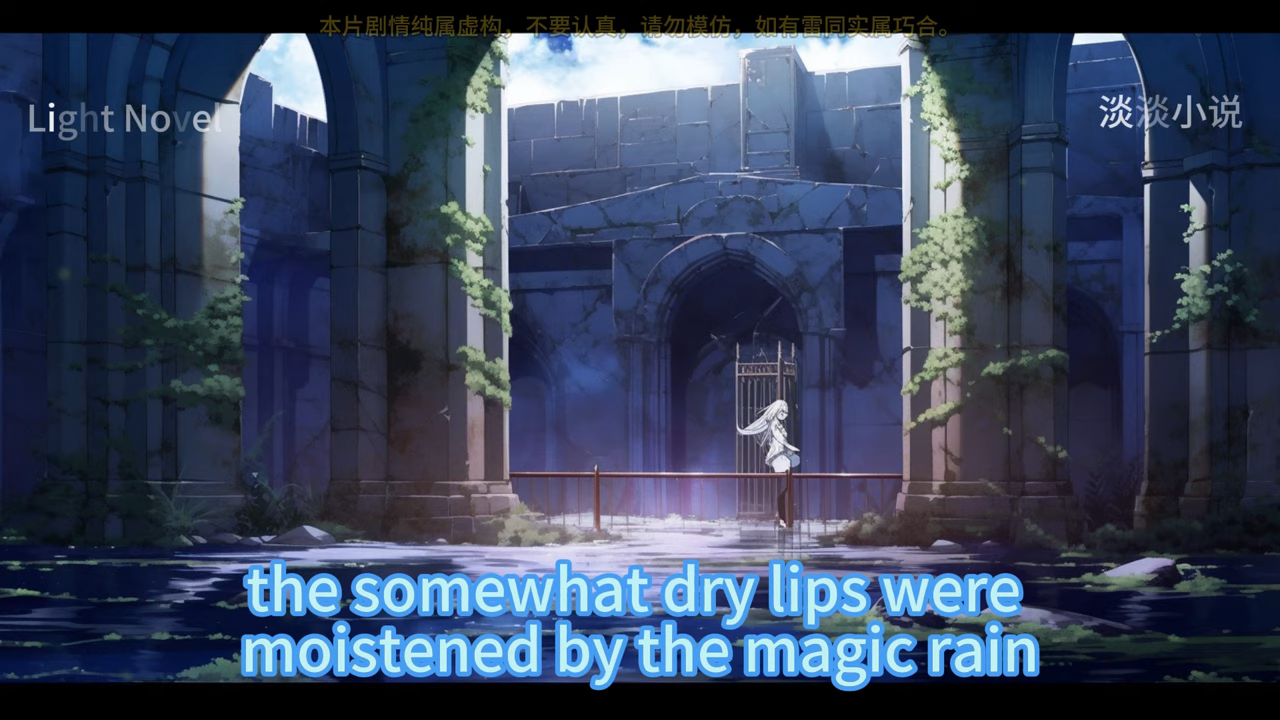 本片剧情纯属虚构，不要认真，请勿模仿，如有雷同实属巧合。
Light Novel
淡淡小说
the somewhat dry lips were
moistened by the magic rain